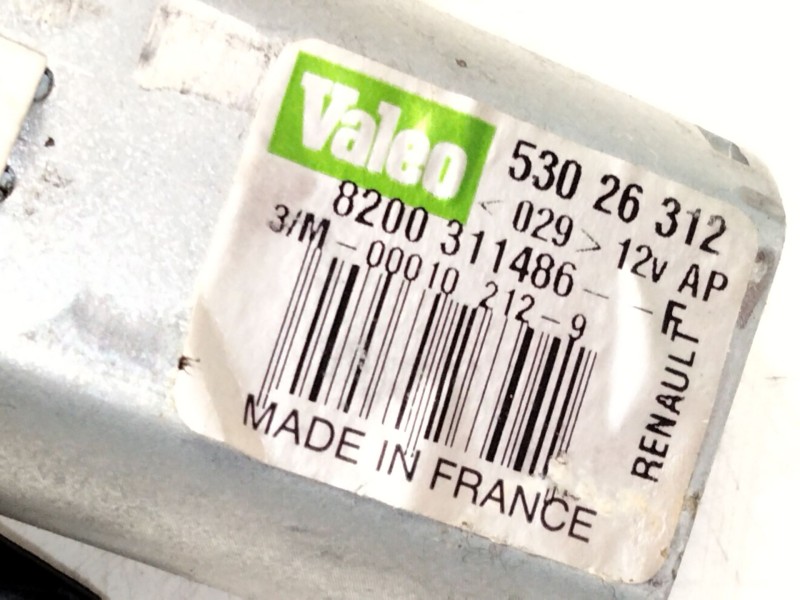 Valeo
530 26 312
< 029 > 12v AP
8200 311486 - - F
3/M - 00010 212 - 9
RENAULT
MADE IN FRANCE